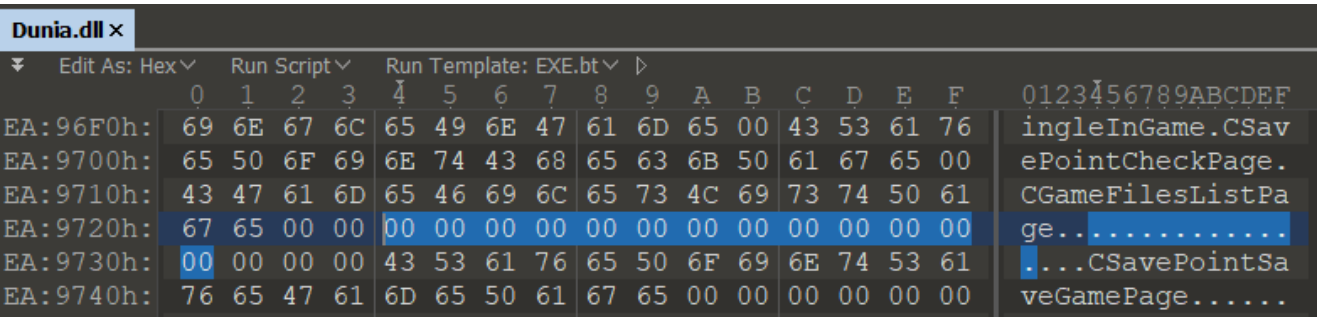 Dunia.dll ×
Edit As: Hex Run Script Run Template: EXE.bt
0 1 2 3 4 5 6 7 8 9 A B C D E F 0123456789ABCDEF
EA:96F0h: 69 6E 67 6C 65 49 6E 47 61 6D 65 00 43 53 61 76 ingleInGame.CSav
EA:9700h: 65 50 6F 69 6E 74 43 68 65 63 6B 50 61 67 65 00 ePointCheckPage.
EA:9710h: 43 47 61 6D 65 46 69 6C 65 73 4C 69 73 74 50 61 CGameFilesListPa
EA:9720h: 67 65 00 00 00 00 00 00 00 00 00 00 00 00 00 00 ge..............
EA:9730h: 00 00 00 00 43 53 61 76 65 50 6F 69 6E 74 53 61 ....CSavePointSa
EA:9740h: 76 65 47 61 6D 65 50 61 67 65 00 00 00 00 00 00 veGamePage......